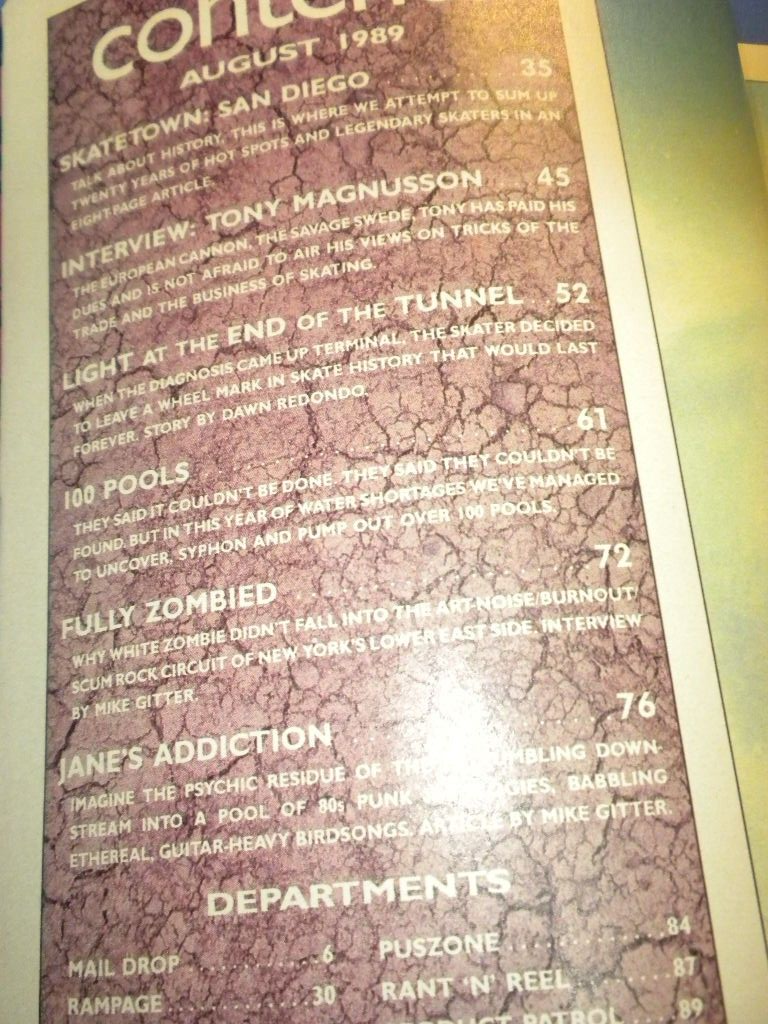 AUGUST 1989
SKATETOWN: SAN DIEGO 35
TALK ABOUT HISTORY, THIS IS WHERE WE ATTEMPT TO SUM UP
TWENTY YEARS OF HOT SPOTS AND LEGENDARY SKATERS IN AN
EIGHT-PAGE ARTICLE.
INTERVIEW: TONY MAGNUSSON 45
THE EUROPEAN CANNON, THE SAVAGE SWEDE, TONY HAS PAID HIS
DUES AND IS NOT AFRAID TO AIR HIS VIEWS ON TRICKS OF THE
TRADE AND THE BUSINESS OF SKATING.
LIGHT AT THE END OF THE TUNNEL . . 52
WHEN THE DIAGNOSIS CAME UP TERMINAL, THE SKATER DECIDED
TO LEAVE A WHEEL MARK IN SKATE HISTORY THAT WOULD LAST
FOREVER. STORY BY DAWN REDONDO.
100 POOLS 61
THEY SAID IT COULDN'T BE DONE. THEY SAID THEY COULDN'T BE
FOUND. BUT IN THIS YEAR OF WATER SHORTAGES WE'VE MANAGED
TO UNCOVER, SYPHON AND PUMP OUT OVER 100 POOLS.
FULLY ZOMBIED 72
WHY WHITE ZOMBIE DIDN'T FALL INTO THE ART-NOISE/BURNOUT/
SCUM ROCK CIRCUIT OF NEW YORK'S LOWER EAST SIDE. INTERVIEW
BY MIKE GITTER.
JANE'S ADDICTION 76
IMAGINE THE PSYCHIC RESIDUE OF DOWN-
STREAM INTO A POOL OF 80s PUNK BABBLING
ETHEREAL, GUITAR-HEAVY BIRDSONGS. ARTICLE BY MIKE GITTER.
DEPARTMENTS
MAIL DROP . . . . . . . . . . 6
RAMPAGE . . . . . . . . . . 30
PUSZONE . . . . . . . . . . 84
RANT 'N' REEL . . . . . . 87
PATROL . . . . 89